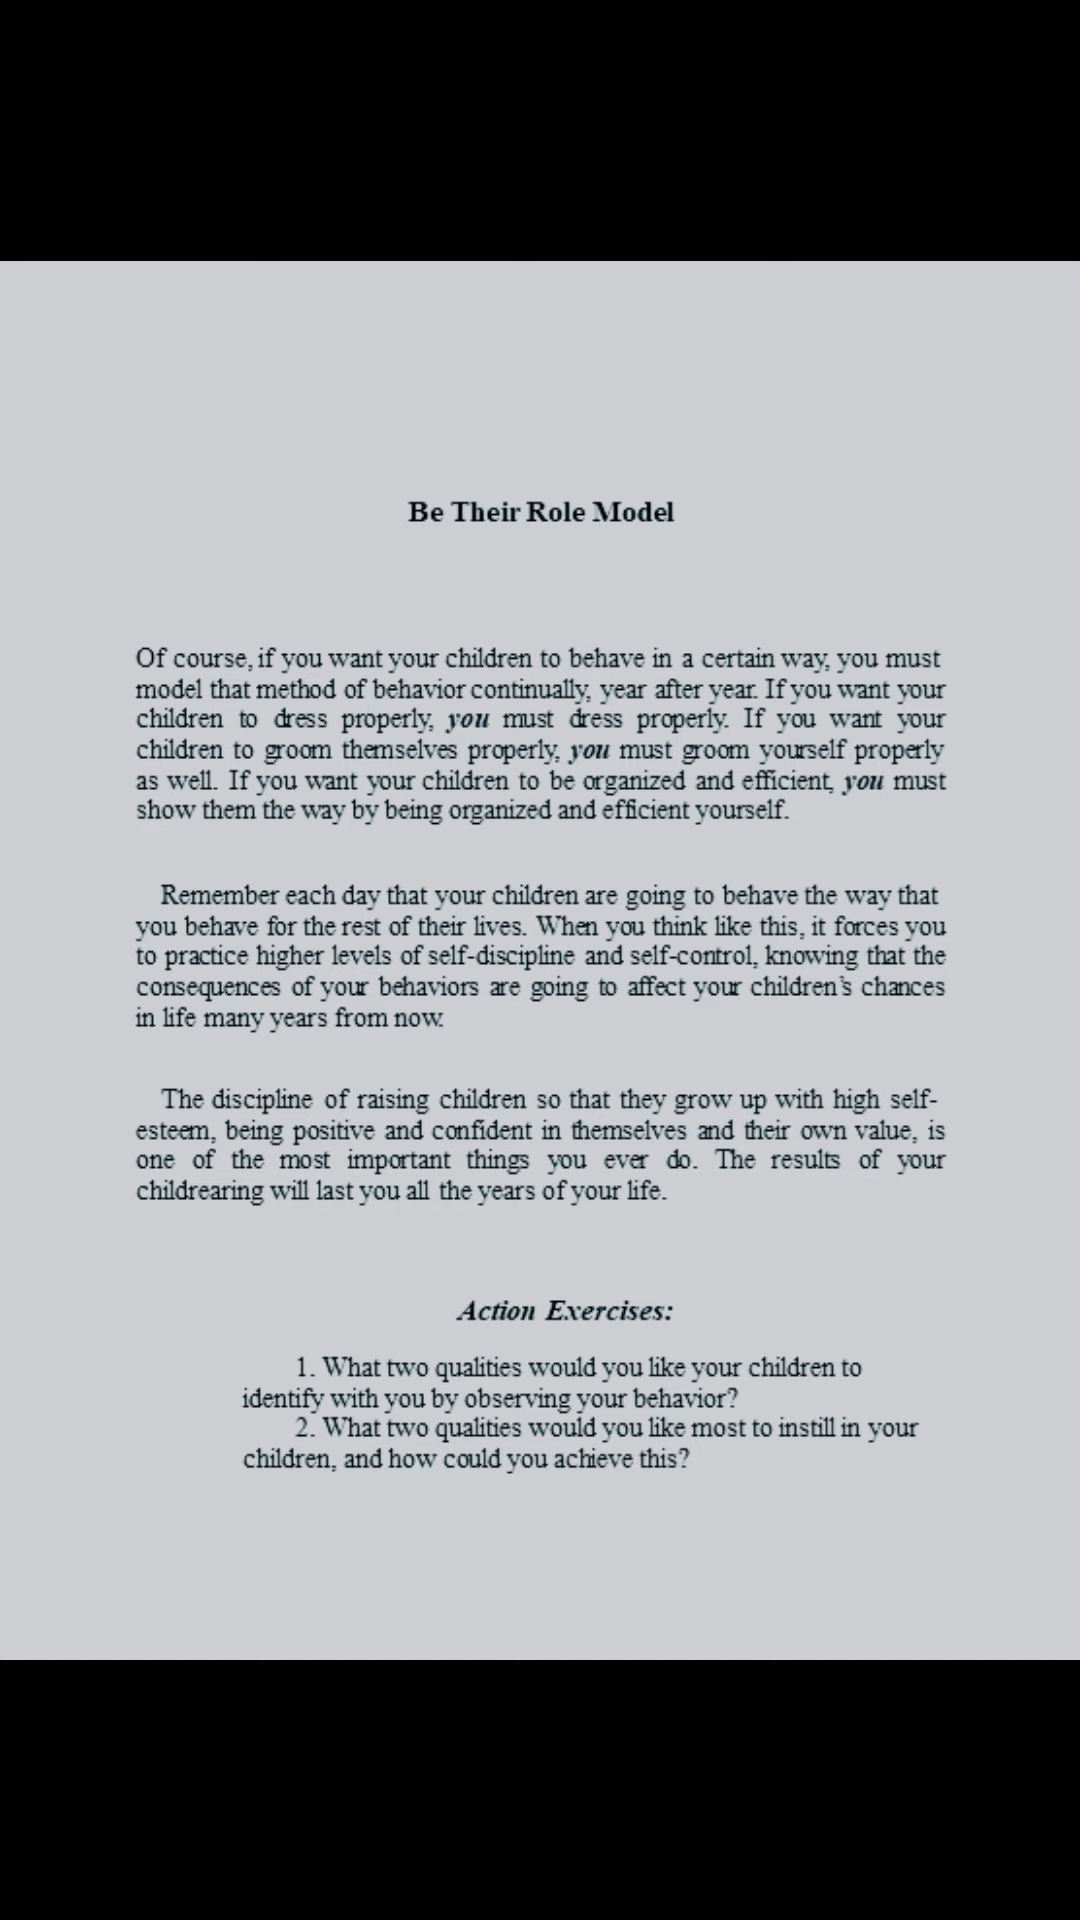 Be Their Role Model
Of course, if you want your children to behave in a certain way, you must
model that method of behavior continually, year after year. If you want your
children to dress properly, you must dress properly. If you want your
children to groom themselves properly, you must groom yourself properly
as well. If you want your children to be organized and efficient, you must
show them the way by being organized and efficient yourself.
Remember each day that your children are going to behave the way that
you behave for the rest of their lives. When you think like this, it forces you
to practice higher levels of self-discipline and self-control, knowing that the
consequences of your behaviors are going to affect your children's chances
in life many years from now.
The discipline of raising children so that they grow up with high self-
esteem, being positive and confident in themselves and their own value, is
one of the most important things you ever do. The results of your
childrearing will last you all the years of your life.
Action Exercises:
1. What two qualities would you like your children to
identify with you by observing your behavior?
2. What two qualities would you like most to instill in your
children, and how could you achieve this?